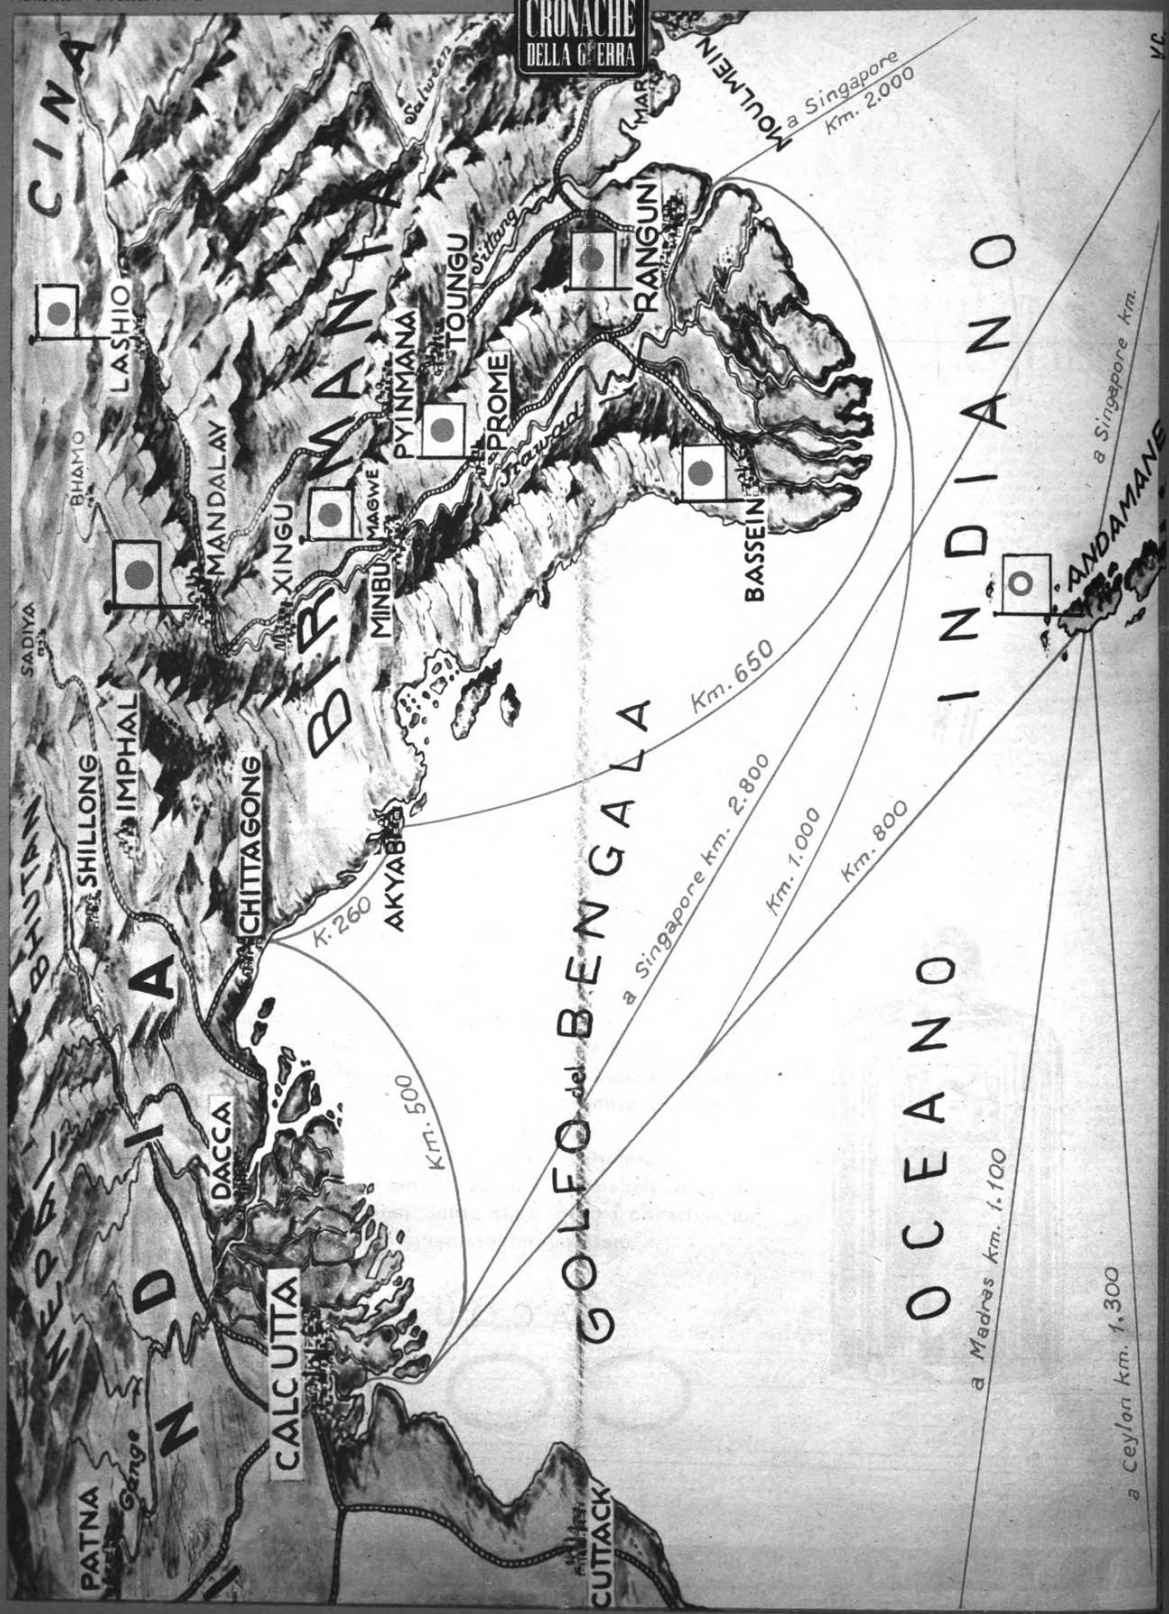 CRONACHE
DELLA GUERRA
CINA
LASHIO
BHAMO
MANDALAY
XINGU
SADIYA
Salween
BIRMANIA
PYINMANA
TOUNGU
Sittang
MAGWE
MINBU
PROME
Irawadi
MAR
MOULMEIN
a Singapore
Km. 2.000
RANGUN
BASSEIN
BHUTAN
SHILLONG
IMPHAL
CHITTAGONG
AKYAB
K. 260
Km. 650
NEPAL
INDIA
DACCA
CALCUTTA
Km. 500
PATNA
Gange
CUTTACK
GOLFO del BENGALA
a Singapore km. 2.800
Km. 1.000
Km. 800
OCEANO INDIANO
ANDAMANE
a Singapore km.
a Madras km. 1.100
a Ceylon km. 1.300
V.C.